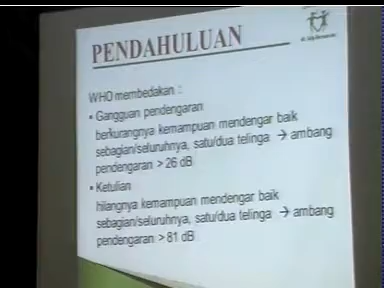 PENDAHULUAN
WHO membedakan :
▪ Gangguan pendengaran
berkurangnya kemampuan mendengar baik
sebagian/seluruhnya, satu/dua telinga → ambang
pendengaran > 26 dB
▪ Ketulian
hilangnya kemampuan mendengar baik
sebagian/seluruhnya, satu/dua telinga → ambang
pendengaran > 81 dB